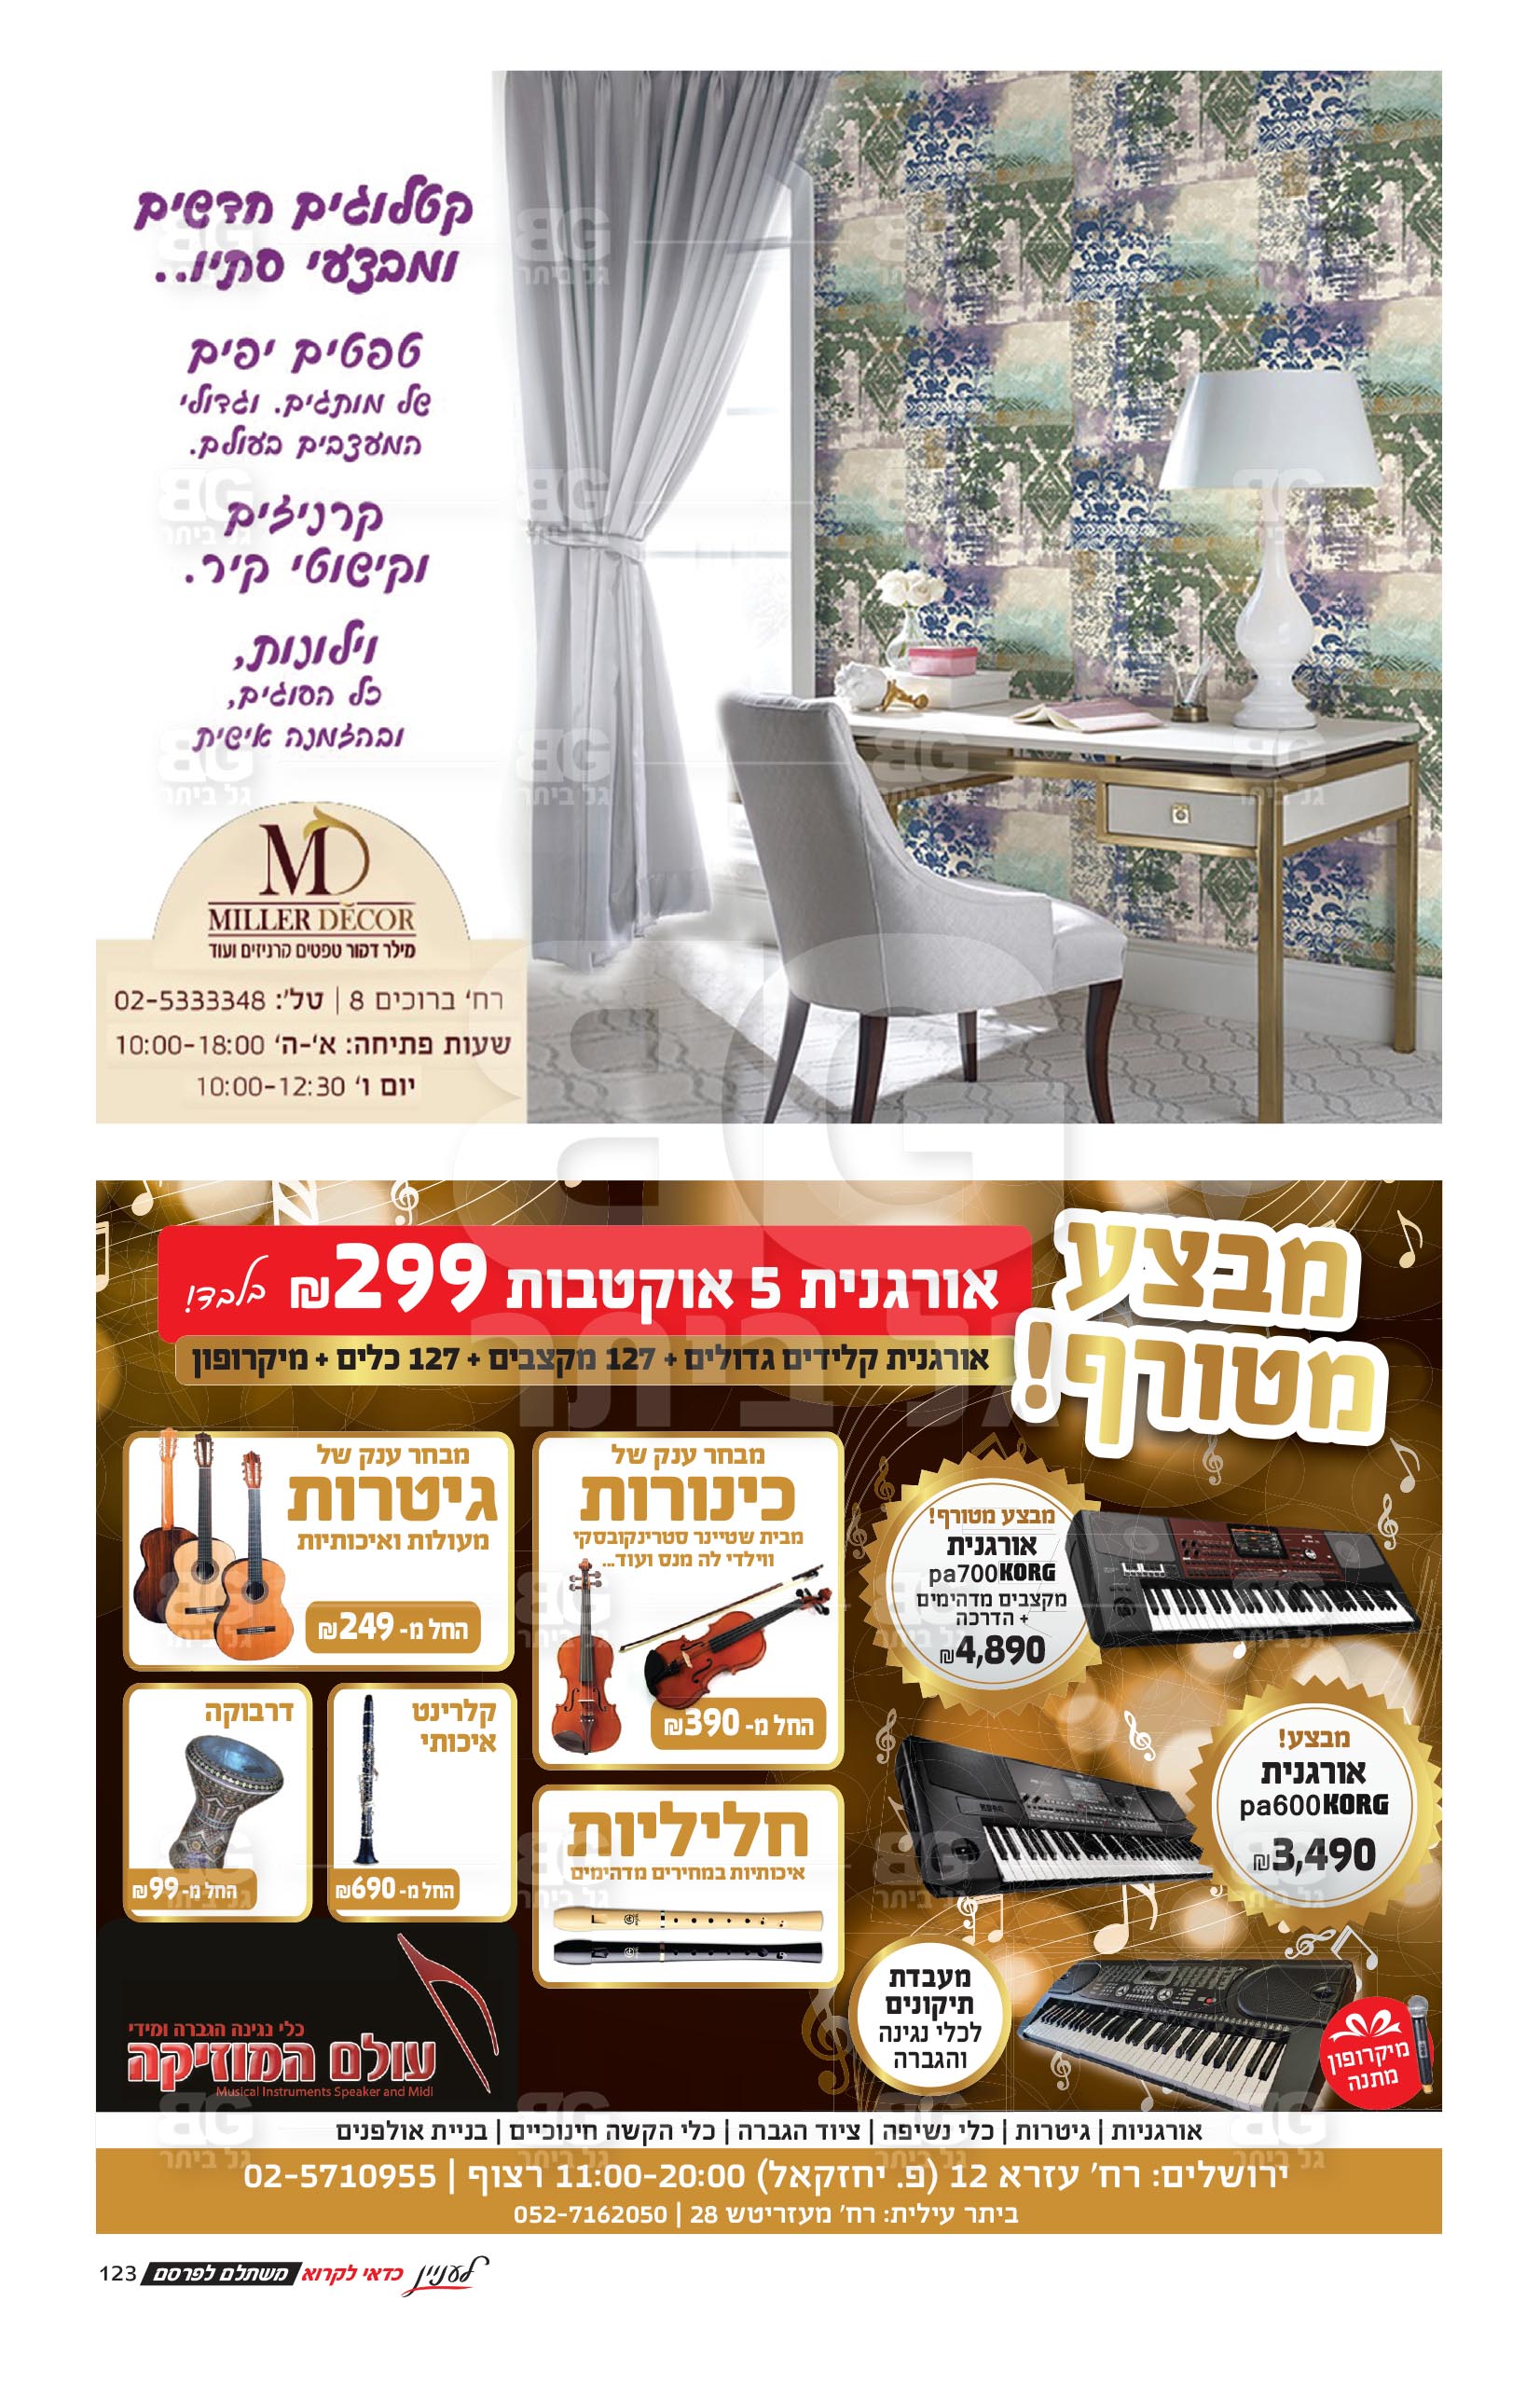 קטלוגים חדשים
ומבצעי סתיו..
טפטים יפים
של מותגים. וגדולי
המעצבים בעולם.
קרניזים
וקישוטי קיר.
וילונות,
כל הסוגים,
ובהזמנה אישית
MD
MILLER DECOR
מילר דקור טפטים קרניזים ועוד
רח' ברוכים 8 | טל': 02-5333348
שעות פתיחה: א'-ה' 10:00-18:00
יום ו' 10:00-12:30
מבצע
מטורף!
אורגנית 5 אוקטבות 299₪ בלבד!
אורגנית קלידים גדולים + 127 מקצבים + 127 כלים + מיקרופון
מבצע מטורף!
אורגנית
pa700KORG
מקצבים מדהימים
+ הדרכה
4,890₪
מבצע!
אורגנית
pa600KORG
3,490₪
מבחר ענק של
כינורות
מבית שטיינר סטרינקובסקי
ווילדי לה מנס ועוד...
החל מ- 390₪
מבחר ענק של
גיטרות
מעולות ואיכותיות
החל מ- 249₪
קלרינט
איכותי
החל מ- 690₪
דרבוקה
החל מ- 99₪
חליליות
איכותיות במחירים מדהימים
מעבדת
תיקונים
לכלי נגינה
והגברה
מיקרופון
מתנה
כלי נגינה הגברה ומידי
עולם המוזיקה
Musical Instruments Speaker and Midi
אורגניות | גיטרות | כלי נשיפה | ציוד הגברה | כלי הקשה חינוכיים | בניית אולפנים
ירושלים: רח' עזרא 12 (פ. יחזקאל) 11:00-20:00 רצוף | 02-5710955
ביתר עילית: רח' מעזריטש 28 | 052-7162050
לעניין כדאי לקרוא משתלם לפרסם 123
BG
גל ביתר